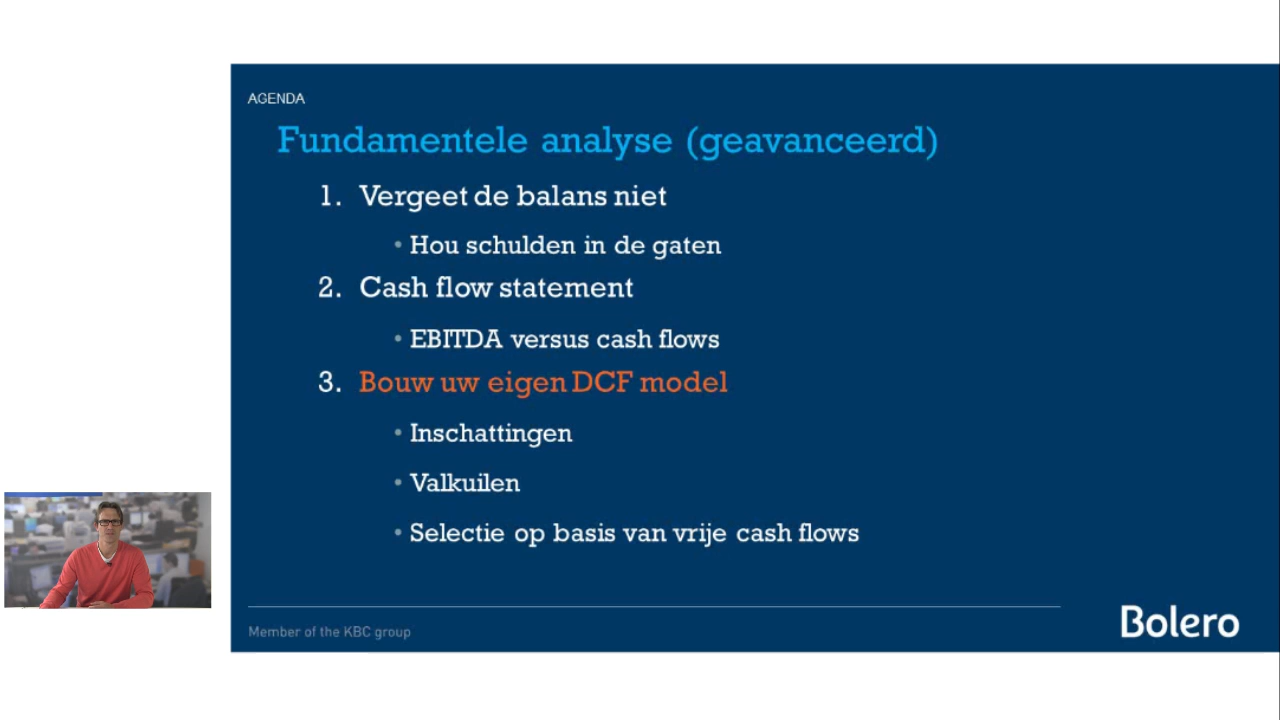 AGENDA
Fundamentele analyse (geavanceerd)
1. Vergeet de balans niet
• Hou schulden in de gaten
2. Cash flow statement
• EBITDA versus cash flows
3. Bouw uw eigen DCF model
• Inschattingen
• Valkuilen
• Selectie op basis van vrije cash flows
Member of the KBC group
Bolero